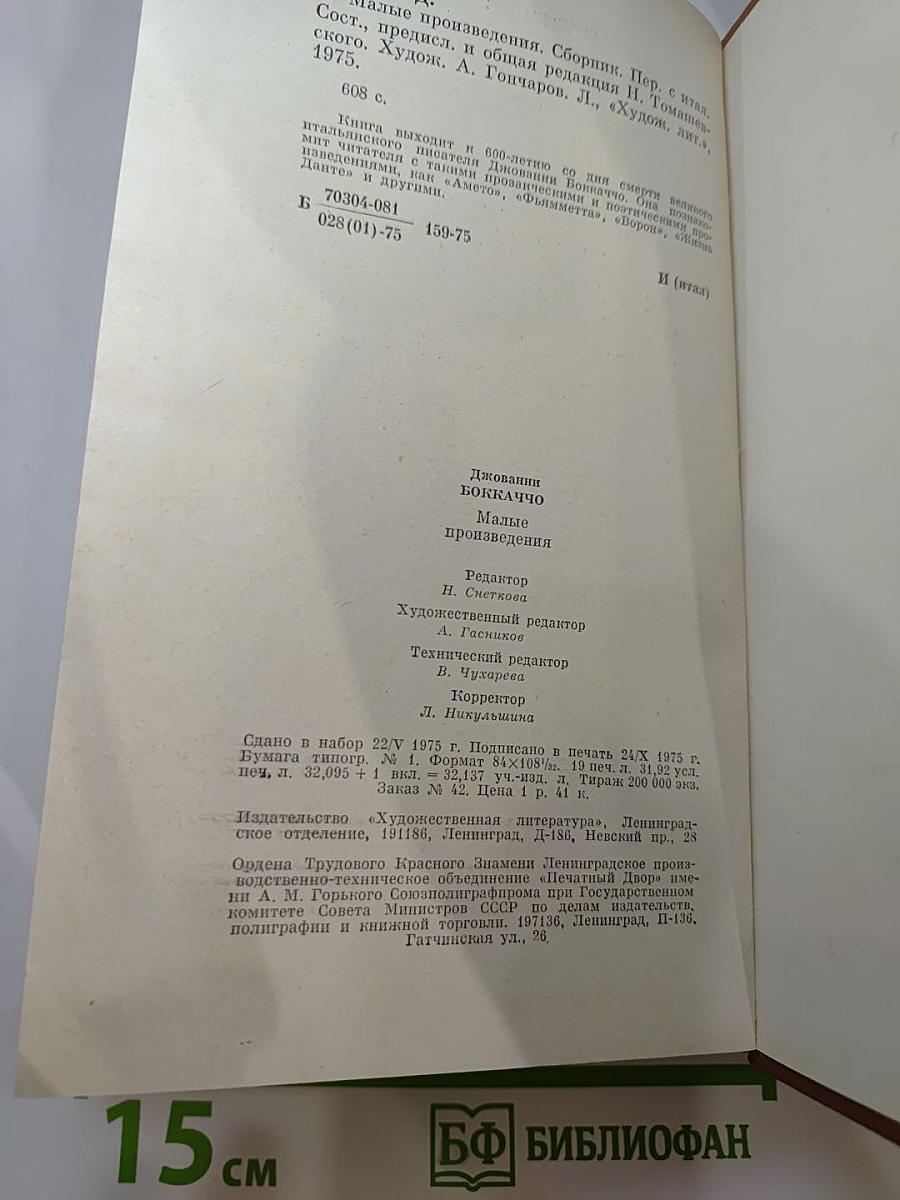 Малые произведения. Сборник. Пер. с итал.
Сост., предисл. и общая редакция Н. Томашев-
ского. Худож. А. Гончаров. Л., «Худож. лит.»,
1975.
608 с.
Книга выходит к 600-летию со дня смерти великого
итальянского писателя Джованни Боккаччо. Она познако-
мит читателя с такими прозаическими и поэтическими про-
изведениями, как «Амето», «Фьямметта», «Ворон», «Жизнь
Данте» и другими.
Б 70304-081
028(01)-75 159-75
И (итал)
Джованни
БОККАЧЧО
Малые
произведения
Редактор
Н. Снеткова
Художественный редактор
А. Гасников
Технический редактор
В. Чухарева
Корректор
Л. Никульшина
Сдано в набор 22/V 1975 г. Подписано в печать 24/X 1975 г.
Бумага типогр. № 1. Формат 84×108¹/₃₂. 19 печ. л. 31,92 усл.
печ. л. 32,095 + 1 вкл. = 32,137 уч.-изд. л. Тираж 200 000 экз.
Заказ № 42. Цена 1 р. 41 к.
Издательство «Художественная литература», Ленинград-
ское отделение, 191186, Ленинград, Д-186, Невский пр., 28
Ордена Трудового Красного Знамени Ленинградское произ-
водственно-техническое объединение «Печатный Двор» име-
ни А. М. Горького Союзполиграфпрома при Государственном
комитете Совета Министров СССР по делам издательств,
полиграфии и книжной торговли. 197136, Ленинград, П-136,
Гатчинская ул., 26.
15 см
БФ БИБЛИОФАН